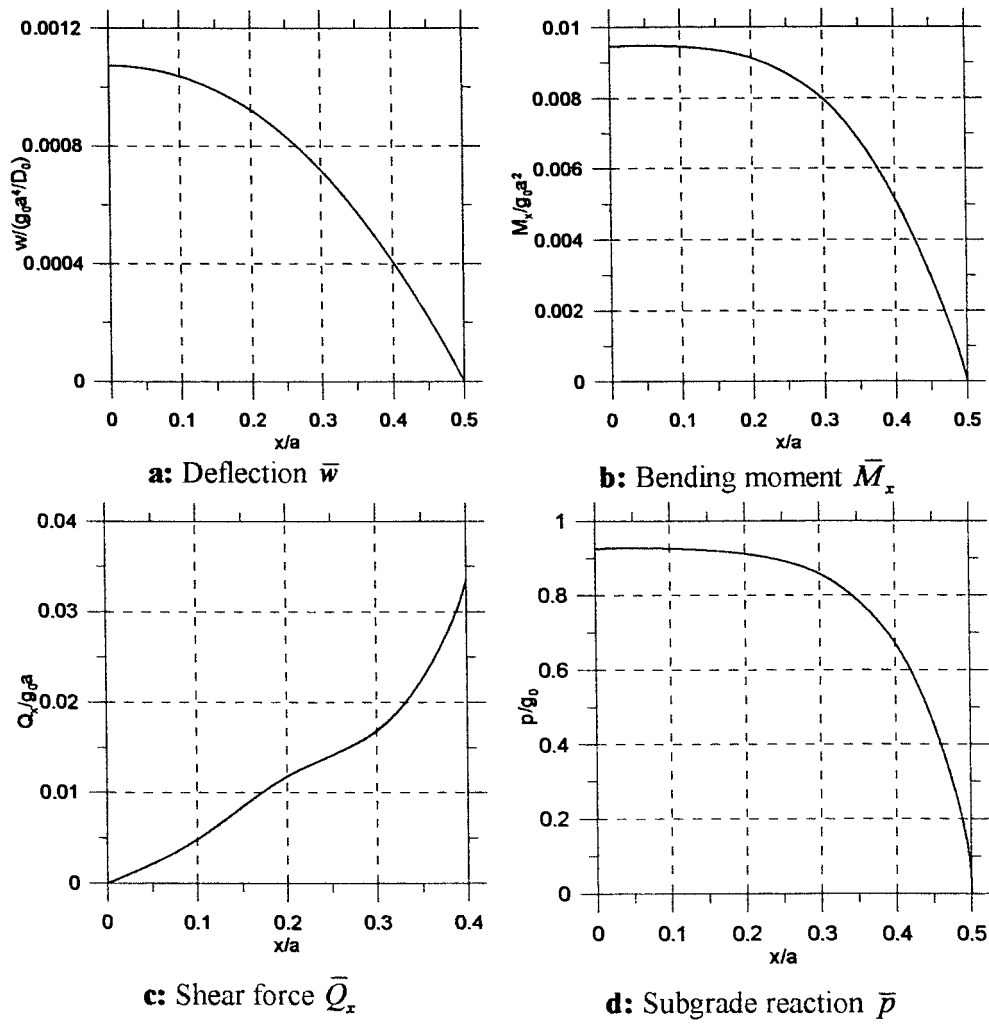 0.0012
0.0008
0.0004
0
w/(g₀a⁴/D₀)
0 0.1 0.2 0.3 0.4 0.5
x/a
a: Deflection w̄
0.01
0.008
0.006
0.004
0.002
0
Mₓ/g₀a²
0 0.1 0.2 0.3 0.4 0.5
x/a
b: Bending moment M̄ₓ
0.04
0.03
0.02
0.01
0
Qₓ/g₀a
0 0.1 0.2 0.3 0.4
x/a
c: Shear force Q̄ₓ
1
0.8
0.6
0.4
0.2
0
p/g₀
0 0.1 0.2 0.3 0.4 0.5
x/a
d: Subgrade reaction p̄